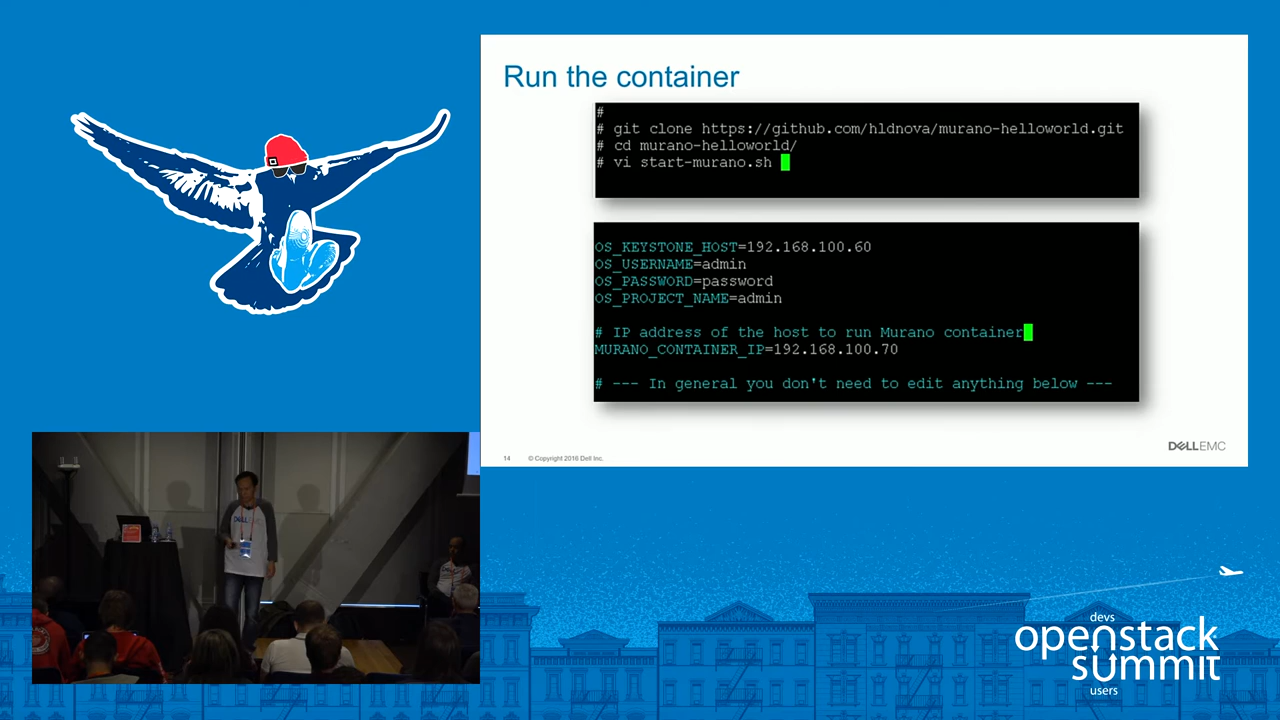 Run the container
#
# git clone https://github.com/hldnova/murano-helloworld.git
# cd murano-helloworld/
# vi start-murano.sh
OS_KEYSTONE_HOST=192.168.100.60
OS_USERNAME=admin
OS_PASSWORD=password
OS_PROJECT_NAME=admin
# IP address of the host to run Murano container
MURANO_CONTAINER_IP=192.168.100.70
# --- In general you don't need to edit anything below ---
14 © Copyright 2016 Dell Inc.
DELLEMC
DELLEMC
devs
openstack
summit
users